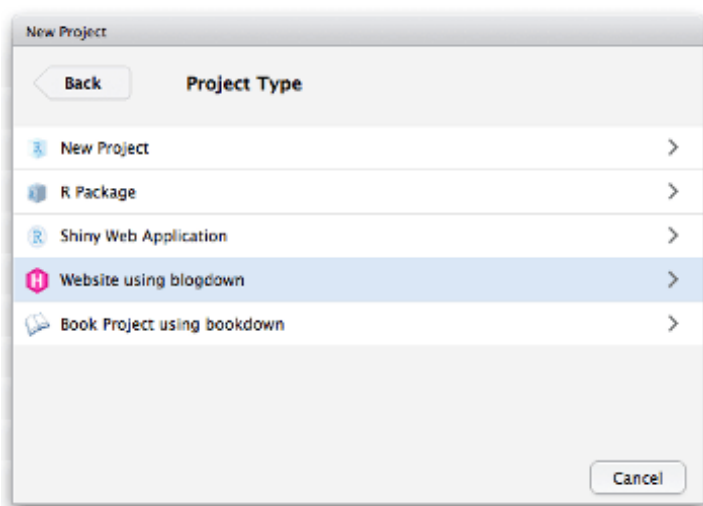 New Project
Back Project Type
New Project
R Package
R Shiny Web Application
H Website using blogdown
Book Project using bookdown
Cancel